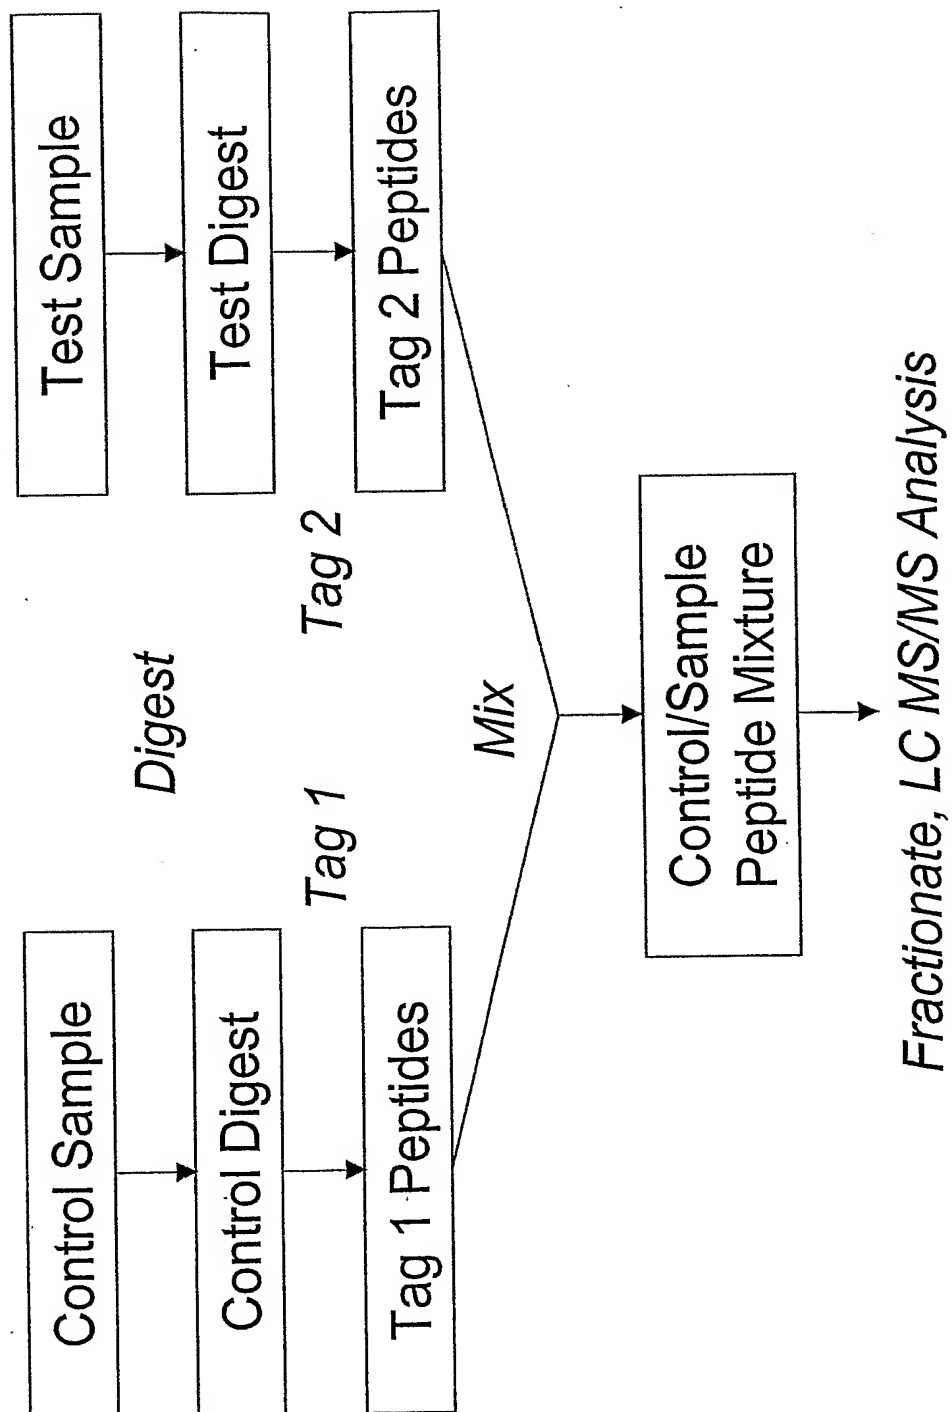 Control Sample
Test Sample
Digest
Control Digest
Test Digest
Tag 1
Tag 2
Tag 1 Peptides
Tag 2 Peptides
Mix
Control/Sample
Peptide Mixture
Fractionate, LC MS/MS Analysis